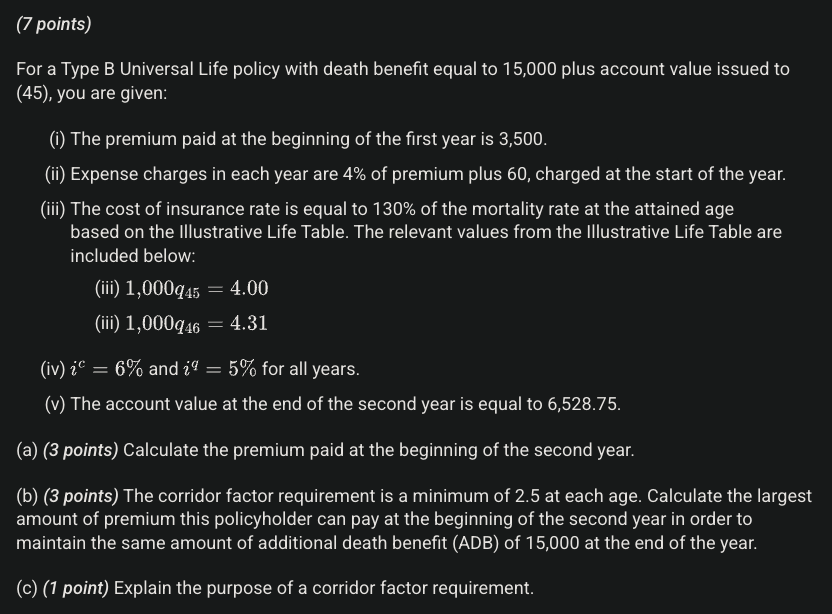 (7 points)
For a Type B Universal Life policy with death benefit equal to 15,000 plus account value issued to
(45), you are given:
(i) The premium paid at the beginning of the first year is 3,500.
(ii) Expense charges in each year are 4% of premium plus 60, charged at the start of the year.
(iii) The cost of insurance rate is equal to 130% of the mortality rate at the attained age
based on the Illustrative Life Table. The relevant values from the Illustrative Life Table are
included below:
(iii) 1,000q₄₅ = 4.00
(iii) 1,000q₄₆ = 4.31
(iv) iᶜ = 6% and i^q = 5% for all years.
(v) The account value at the end of the second year is equal to 6,528.75.
(a) (3 points) Calculate the premium paid at the beginning of the second year.
(b) (3 points) The corridor factor requirement is a minimum of 2.5 at each age. Calculate the largest
amount of premium this policyholder can pay at the beginning of the second year in order to
maintain the same amount of additional death benefit (ADB) of 15,000 at the end of the year.
(c) (1 point) Explain the purpose of a corridor factor requirement.